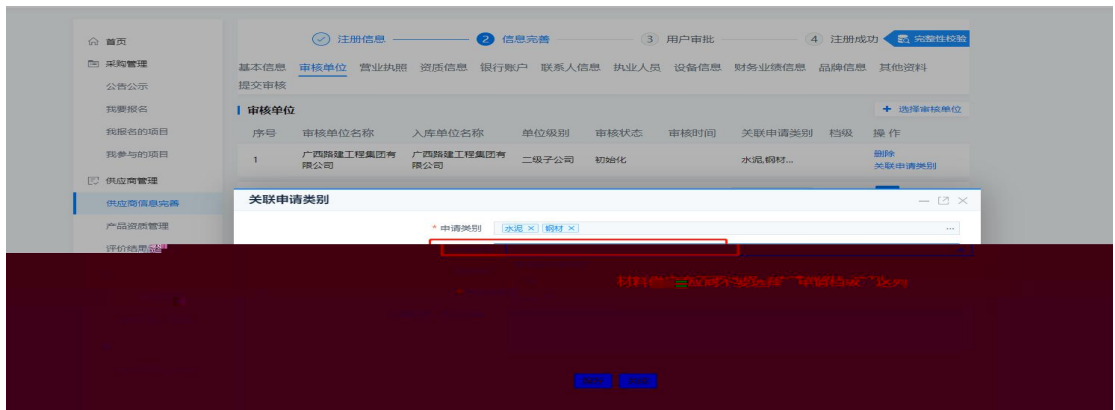 首页
采购管理
公告公示
我要报名
我报名的项目
我参与的项目
供应商管理
供应商信息完善
产品资质管理
注册信息 2 信息完善 3 用户审批 4 注册成功 完整性校验
基本信息 审核单位 营业执照 资质信息 银行账户 联系人信息 执业人员 设备信息 财务业绩信息 品牌信息 其他资料
提交审核
审核单位 + 选择审核单位
序号 审核单位名称 入库单位名称 单位级别 审核状态 审核时间 关联申请类别 档级 操作
1 广西路建工程集团有限公司 广西路建工程集团有限公司 二级子公司 初始化 水泥,钢材... 删除
关联申请类别
关联申请类别
* 申请类别 水泥 × 钢材 × ...